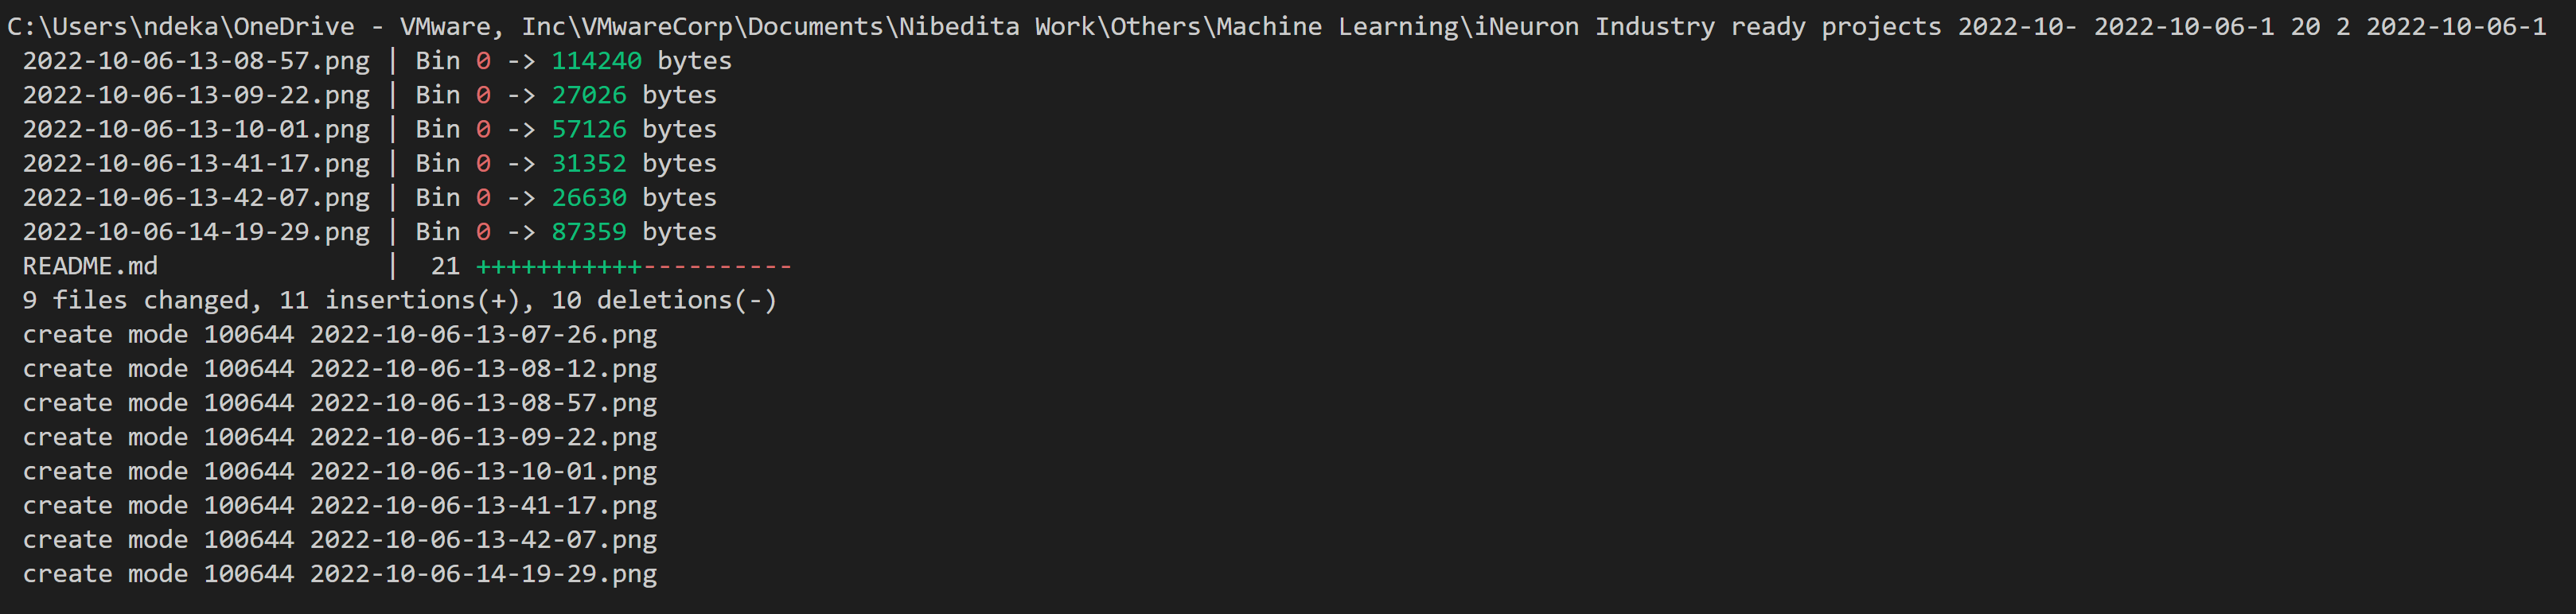 C:\Users\ndeka\OneDrive - VMware, Inc\VMwareCorp\Documents\Nibedita Work\Others\Machine Learning\iNeuron Industry ready projects 2022-10- 2022-10-06-1 20 2 2022-10-06-1
2022-10-06-13-08-57.png | Bin 0 -> 114240 bytes
2022-10-06-13-09-22.png | Bin 0 -> 27026 bytes
2022-10-06-13-10-01.png | Bin 0 -> 57126 bytes
2022-10-06-13-41-17.png | Bin 0 -> 31352 bytes
2022-10-06-13-42-07.png | Bin 0 -> 26630 bytes
2022-10-06-14-19-29.png | Bin 0 -> 87359 bytes
README.md | 21 +++++++++++----------
9 files changed, 11 insertions(+), 10 deletions(-)
create mode 100644 2022-10-06-13-07-26.png
create mode 100644 2022-10-06-13-08-12.png
create mode 100644 2022-10-06-13-08-57.png
create mode 100644 2022-10-06-13-09-22.png
create mode 100644 2022-10-06-13-10-01.png
create mode 100644 2022-10-06-13-41-17.png
create mode 100644 2022-10-06-13-42-07.png
create mode 100644 2022-10-06-14-19-29.png